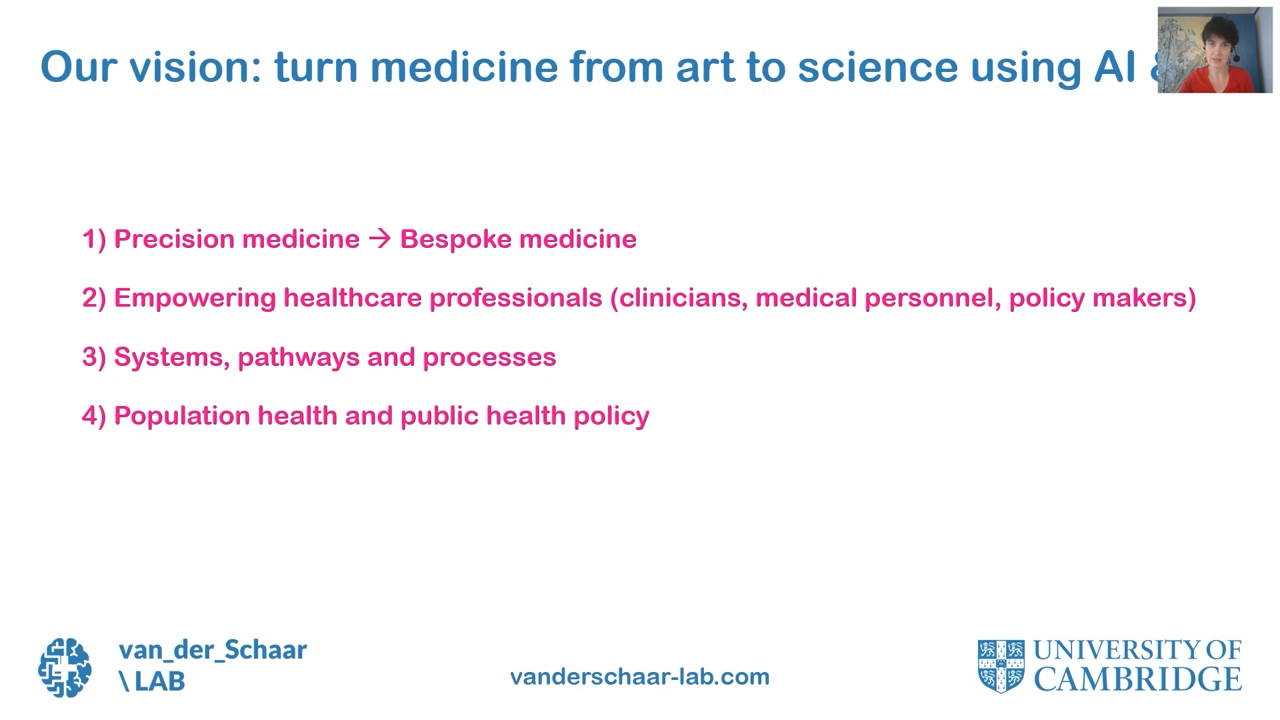 Our vision: turn medicine from art to science using AI &
1) Precision medicine → Bespoke medicine
2) Empowering healthcare professionals (clinicians, medical personnel, policy makers)
3) Systems, pathways and processes
4) Population health and public health policy
van_der_Schaar
\ LAB
vanderschaar-lab.com
UNIVERSITY OF
CAMBRIDGE